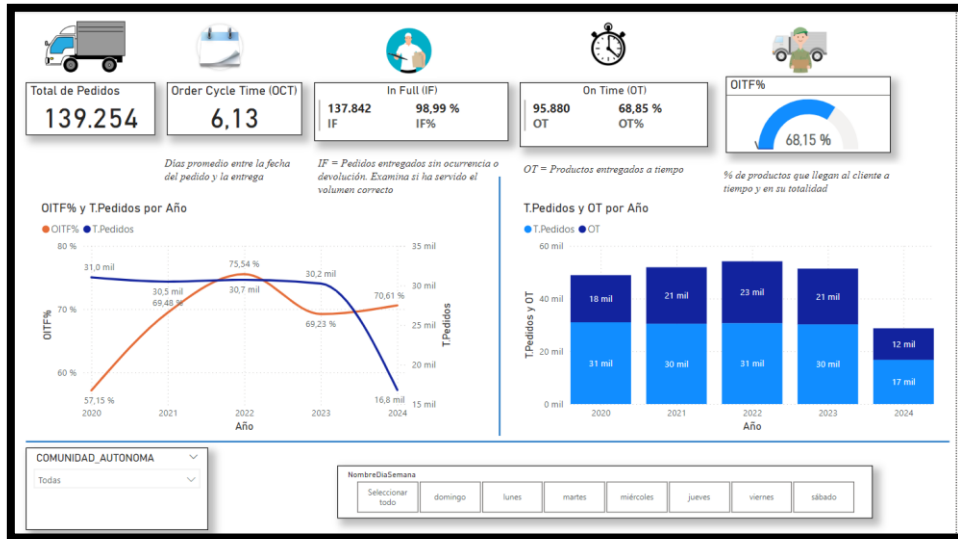 Total de Pedidos
139.254
Order Cycle Time (OCT)
6,13
In Full (IF)
137.842 98,99 %
IF IF%
On Time (OT)
95.880 68,85 %
OT OT%
OITF%
68,15 %
Días promedio entre la fecha
del pedido y la entrega
IF = Pedidos entregados sin ocurrencia o
devolución. Examina si ha servido el
volumen correcto
OT = Productos entregados a tiempo
% de productos que llegan al cliente a
tiempo y en su totalidad
OITF% y T.Pedidos por Año
OITF% T.Pedidos
80 %
70 %
60 %
OITF%
35 mil
30 mil
25 mil
20 mil
15 mil
T.Pedidos
31,0 mil
30,5 mil
69,48 %
75,54 %
30,7 mil
30,2 mil
69,23 %
70,61 %
57,15 %
16,8 mil
2020 2021 2022 2023 2024
Año
T.Pedidos y OT por Año
T.Pedidos OT
60 mil
40 mil
20 mil
0 mil
T.Pedidos y OT
18 mil 21 mil 23 mil 21 mil 12 mil
31 mil 30 mil 31 mil 30 mil 17 mil
2020 2021 2022 2023 2024
Año
COMUNIDAD_AUTONOMA
Todas
NombreDiaSemana
Seleccionar
todo
domingo lunes martes miércoles jueves viernes sábado